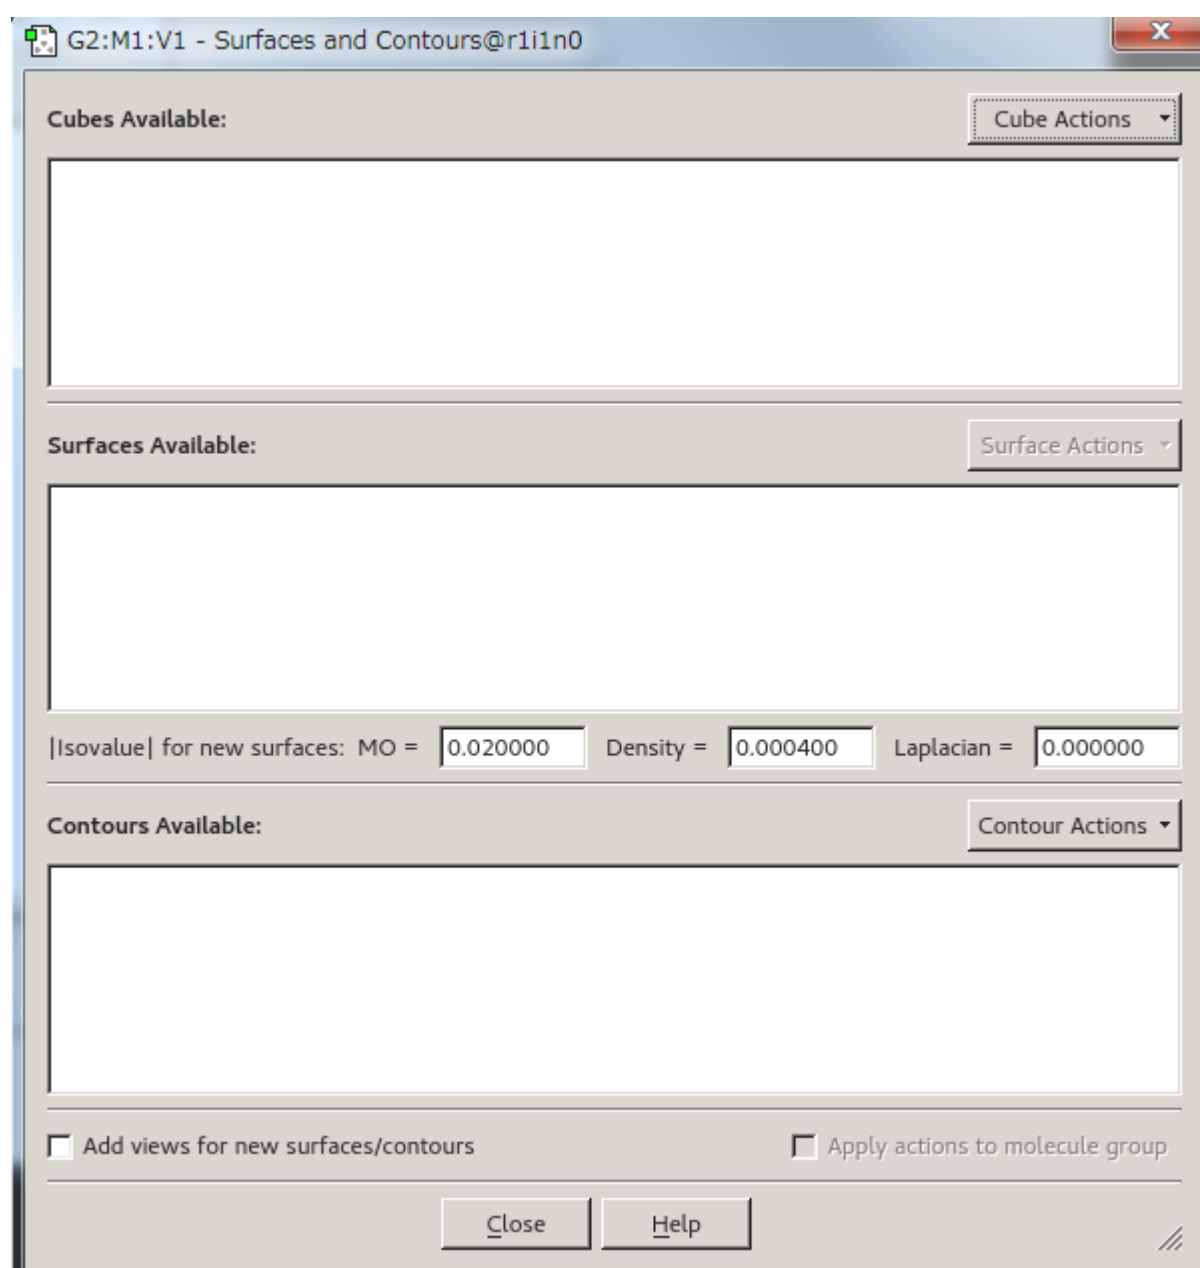 G2:M1:V1 - Surfaces and Contours@r1i1n0
Cubes Available:
Cube Actions
Surfaces Available:
Surface Actions
|Isovalue| for new surfaces: MO = 0.020000 Density = 0.000400 Laplacian = 0.000000
Contours Available:
Contour Actions
Add views for new surfaces/contours
Apply actions to molecule group
Close
Help